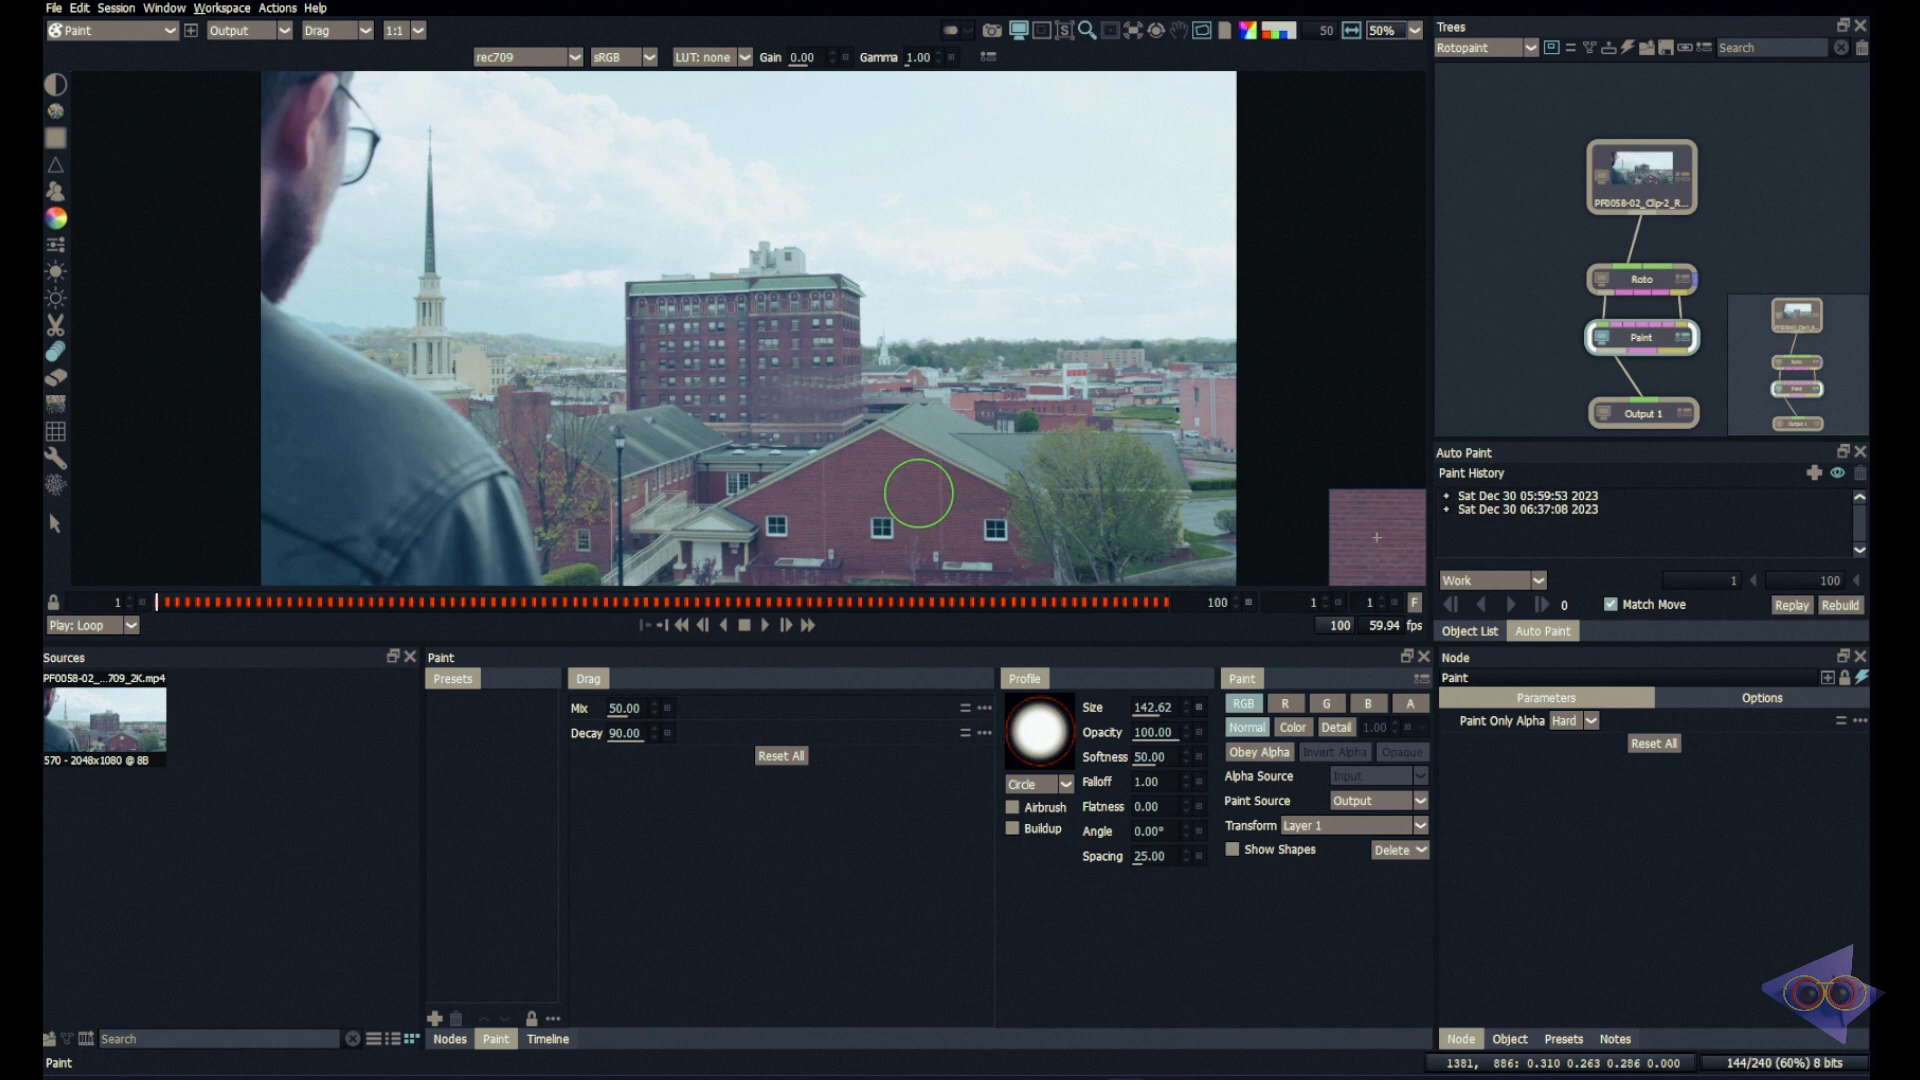 File Edit Session Window Workspace Actions Help
Paint Output Drag 1:1 50 50%
rec709 sRGB LUT: none Gain 0.00 Gamma 1.00
Trees
Rotopaint Search
PF0058-02_Clip-2_R...
Roto
Paint
Output 1
Auto Paint
Paint History
+ Sat Dec 30 05:59:53 2023
+ Sat Dec 30 06:37:08 2023
Work 1 100
0 Match Move Replay Rebuild
Object List Auto Paint
1 100 1 1 F
Play: Loop 100 59.94 fps
Sources
PF0058-02_...709_2K.mp4
570 - 2048x1080 @ 8B
Search
Paint
Presets
Drag
Mix 50.00
Decay 90.00
Reset All
Profile
Circle
Airbrush
Buildup
Size 142.62
Opacity 100.00
Softness 50.00
Falloff 1.00
Flatness 0.00
Angle 0.00°
Spacing 25.00
Paint
RGB R G B A
Normal Color Detail 1.00
Obey Alpha Invert Alpha Opaque
Alpha Source Input
Paint Source Output
Transform Layer 1
Show Shapes Delete
Nodes Paint Timeline
Node
Paint
Parameters Options
Paint Only Alpha Hard
Reset All
Node Object Presets Notes
Paint
1381, 886: 0.310 0.263 0.286 0.000 144/240 (60%) 8 bits